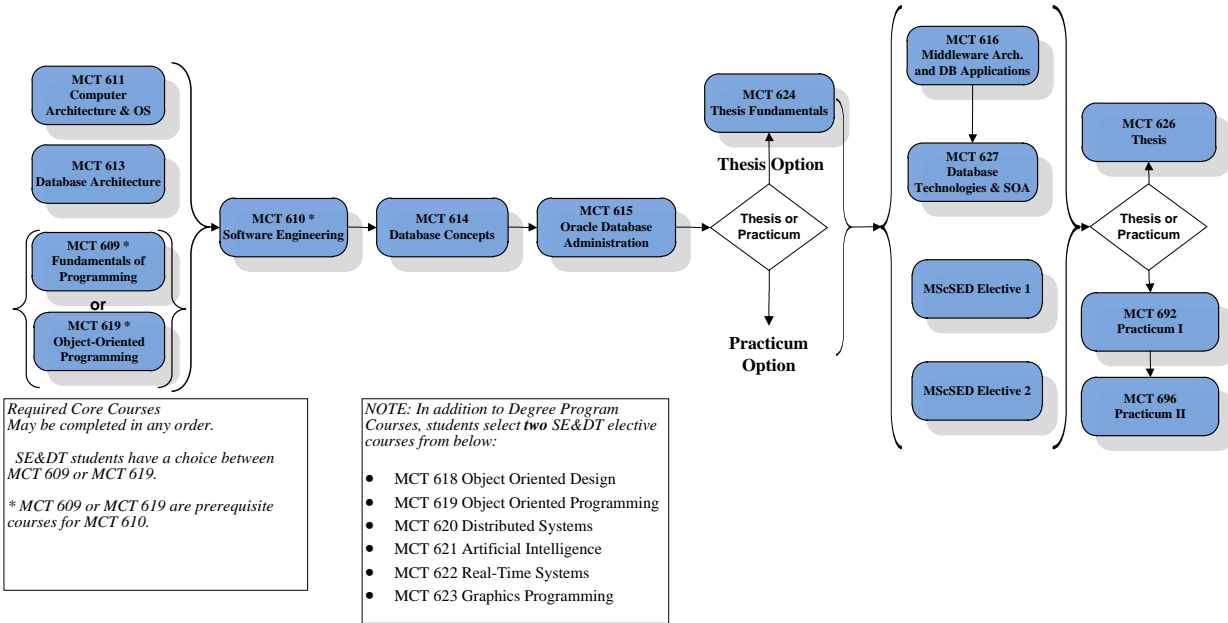 MCT 611
Computer
Architecture & OS
MCT 613
Database Architecture
MCT 609 *
Fundamentals of
Programming
or
MCT 619 *
Object-Oriented
Programming
MCT 610 *
Software Engineering
MCT 614
Database Concepts
MCT 615
Oracle Database
Administration
MCT 624
Thesis Fundamentals
Thesis Option
Thesis or
Practicum
Practicum
Option
MCT 616
Middleware Arch.
and DB Applications
MCT 627
Database
Technologies & SOA
MScSED Elective 1
MScSED Elective 2
MCT 626
Thesis
Thesis or
Practicum
MCT 692
Practicum I
MCT 696
Practicum II
Required Core Courses
May be completed in any order.
SE&DT students have a choice between
MCT 609 or MCT 619.
* MCT 609 or MCT 619 are prerequisite
courses for MCT 610.
NOTE: In addition to Degree Program
Courses, students select two SE&DT elective
courses from below:
• MCT 618 Object Oriented Design
• MCT 619 Object Oriented Programming
• MCT 620 Distributed Systems
• MCT 621 Artificial Intelligence
• MCT 622 Real-Time Systems
• MCT 623 Graphics Programming